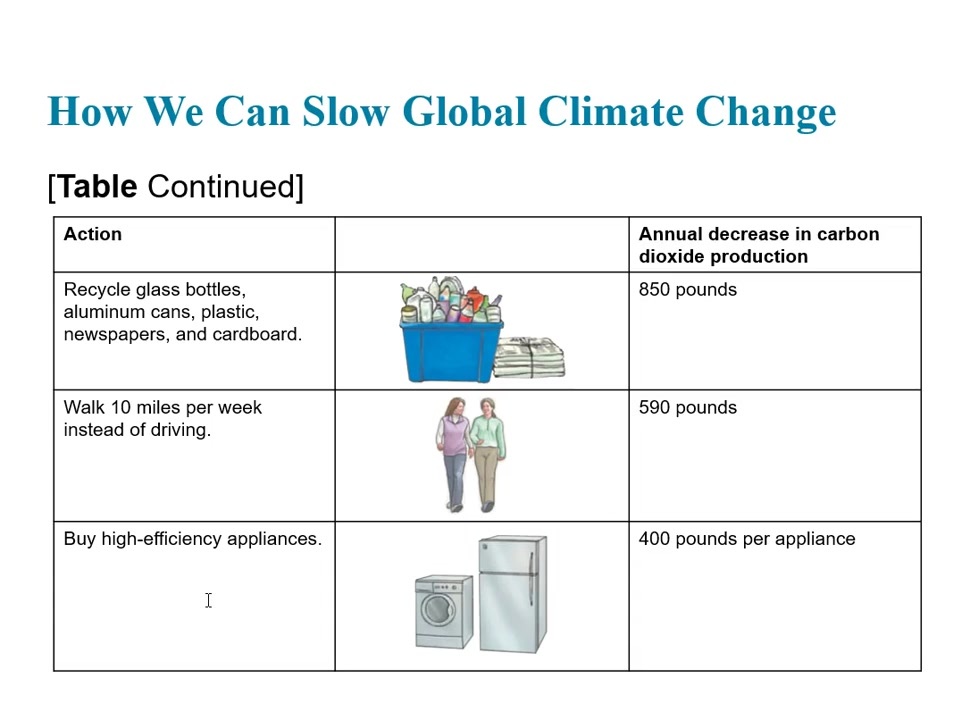 How We Can Slow Global Climate Change
[Table Continued]
Action
Annual decrease in carbon
dioxide production
Recycle glass bottles,
aluminum cans, plastic,
newspapers, and cardboard.
850 pounds
Walk 10 miles per week
instead of driving.
590 pounds
Buy high-efficiency appliances.
400 pounds per appliance